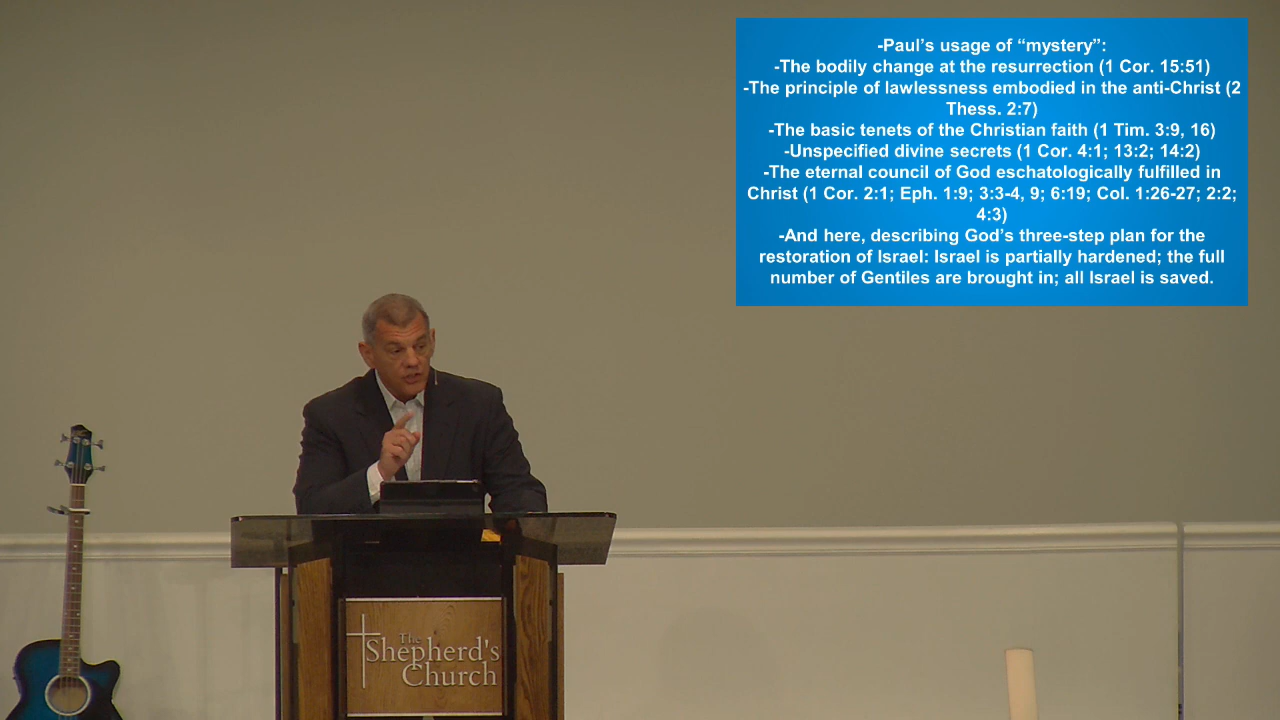 -Paul’s usage of “mystery”:
-The bodily change at the resurrection (1 Cor. 15:51)
-The principle of lawlessness embodied in the anti-Christ (2
Thess. 2:7)
-The basic tenets of the Christian faith (1 Tim. 3:9, 16)
-Unspecified divine secrets (1 Cor. 4:1; 13:2; 14:2)
-The eternal council of God eschatologically fulfilled in
Christ (1 Cor. 2:1; Eph. 1:9; 3:3-4, 9; 6:19; Col. 1:26-27; 2:2;
4:3)
-And here, describing God’s three-step plan for the
restoration of Israel: Israel is partially hardened; the full
number of Gentiles are brought in; all Israel is saved.
The
Shepherd's
Church